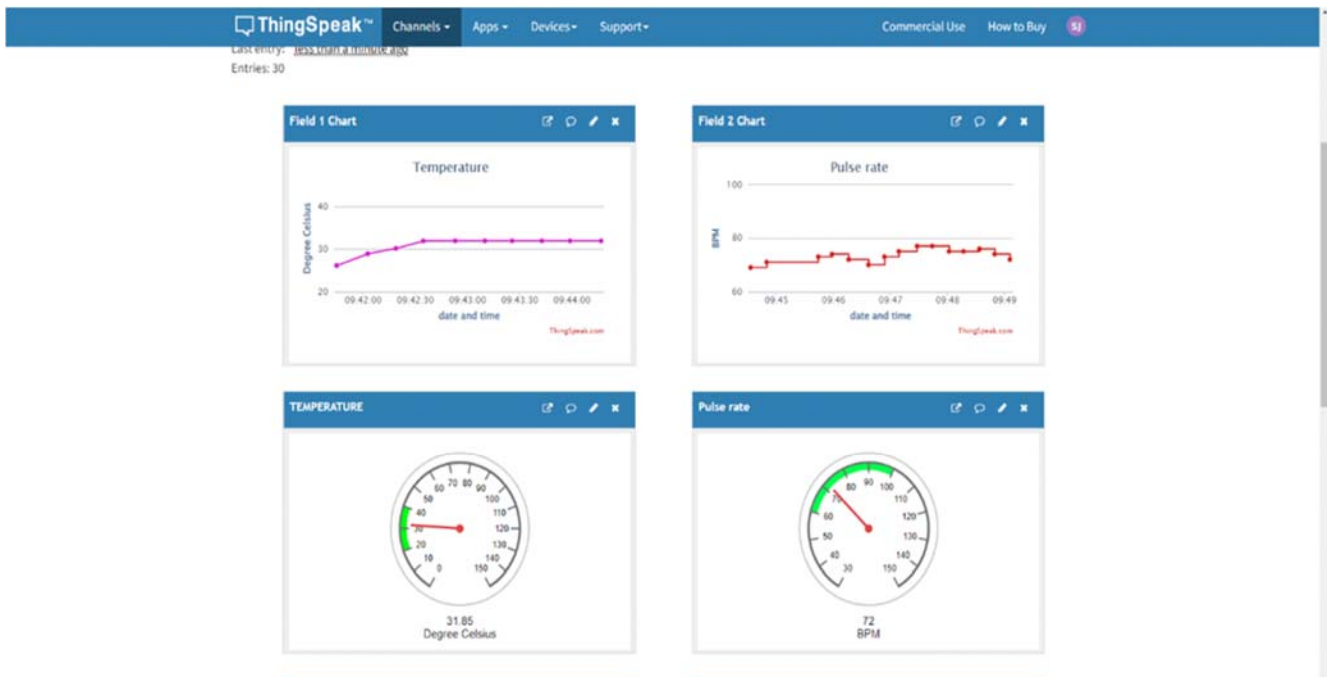 ThingSpeak™ Channels Apps Devices Support Commercial Use How to Buy SJ
Last entry: less than a minute ago
Entries: 30
Field 1 Chart
Temperature
Degree Celsius
40
30
20
09:42:00 09:42:30 09:43:00 09:43:30 09:44:00
date and time
ThingSpeak.com
Field 2 Chart
Pulse rate
BPM
100
80
60
09:45 09:46 09:47 09:48 09:49
date and time
ThingSpeak.com
TEMPERATURE
0
10
20
30
40
50
60
70
80
90
100
110
120
130
140
150
31.85
Degree Celsius
Pulse rate
30
40
50
60
70
80
90
100
110
120
130
140
150
72
BPM